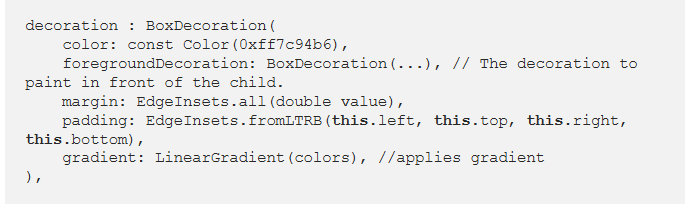 decoration : BoxDecoration(
color: const Color(0xff7c94b6),
foregroundDecoration: BoxDecoration(...), // The decoration to
paint in front of the child.
margin: EdgeInsets.all(double value),
padding: EdgeInsets.fromLTRB(this.left, this.top, this.right,
this.bottom),
gradient: LinearGradient(colors), //applies gradient
),